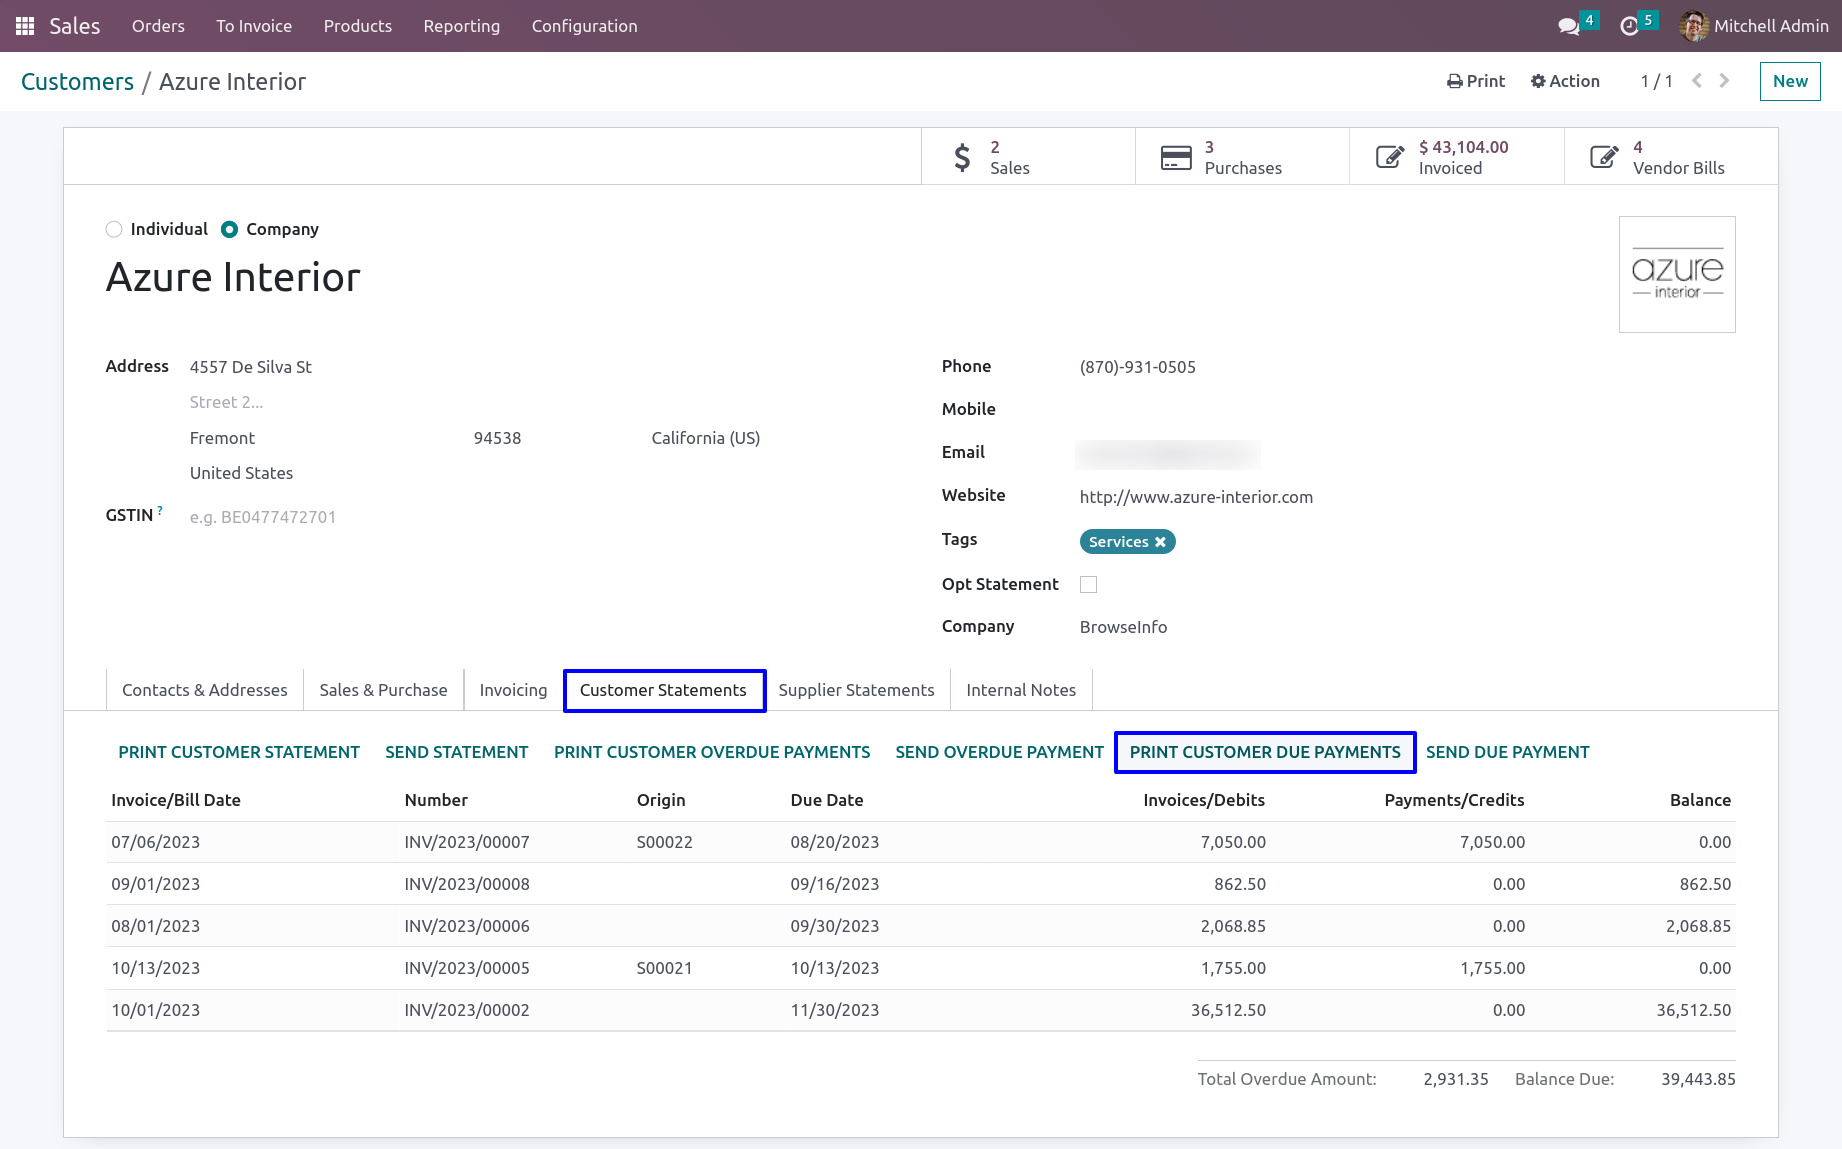 Sales Orders To Invoice Products Reporting Configuration 4 5 Mitchell Admin
Customers / Azure Interior Print Action 1 / 1 New
2 Sales
3 Purchases
$ 43,104.00 Invoiced
4 Vendor Bills
Individual Company
Azure Interior
azure
interior
Address 4557 De Silva St
Street 2...
Fremont 94538 California (US)
United States
GSTIN ? e.g. BE0477472701
Phone (870)-931-0505
Mobile
Email
Website http://www.azure-interior.com
Tags Services
Opt Statement
Company BrowseInfo
Contacts & Addresses Sales & Purchase Invoicing Customer Statements Supplier Statements Internal Notes
PRINT CUSTOMER STATEMENT SEND STATEMENT PRINT CUSTOMER OVERDUE PAYMENTS SEND OVERDUE PAYMENT PRINT CUSTOMER DUE PAYMENTS SEND DUE PAYMENT
Invoice/Bill Date Number Origin Due Date Invoices/Debits Payments/Credits Balance
07/06/2023 INV/2023/00007 S00022 08/20/2023 7,050.00 7,050.00 0.00
09/01/2023 INV/2023/00008 09/16/2023 862.50 0.00 862.50
08/01/2023 INV/2023/00006 09/30/2023 2,068.85 0.00 2,068.85
10/13/2023 INV/2023/00005 S00021 10/13/2023 1,755.00 1,755.00 0.00
10/01/2023 INV/2023/00002 11/30/2023 36,512.50 0.00 36,512.50
Total Overdue Amount: 2,931.35 Balance Due: 39,443.85